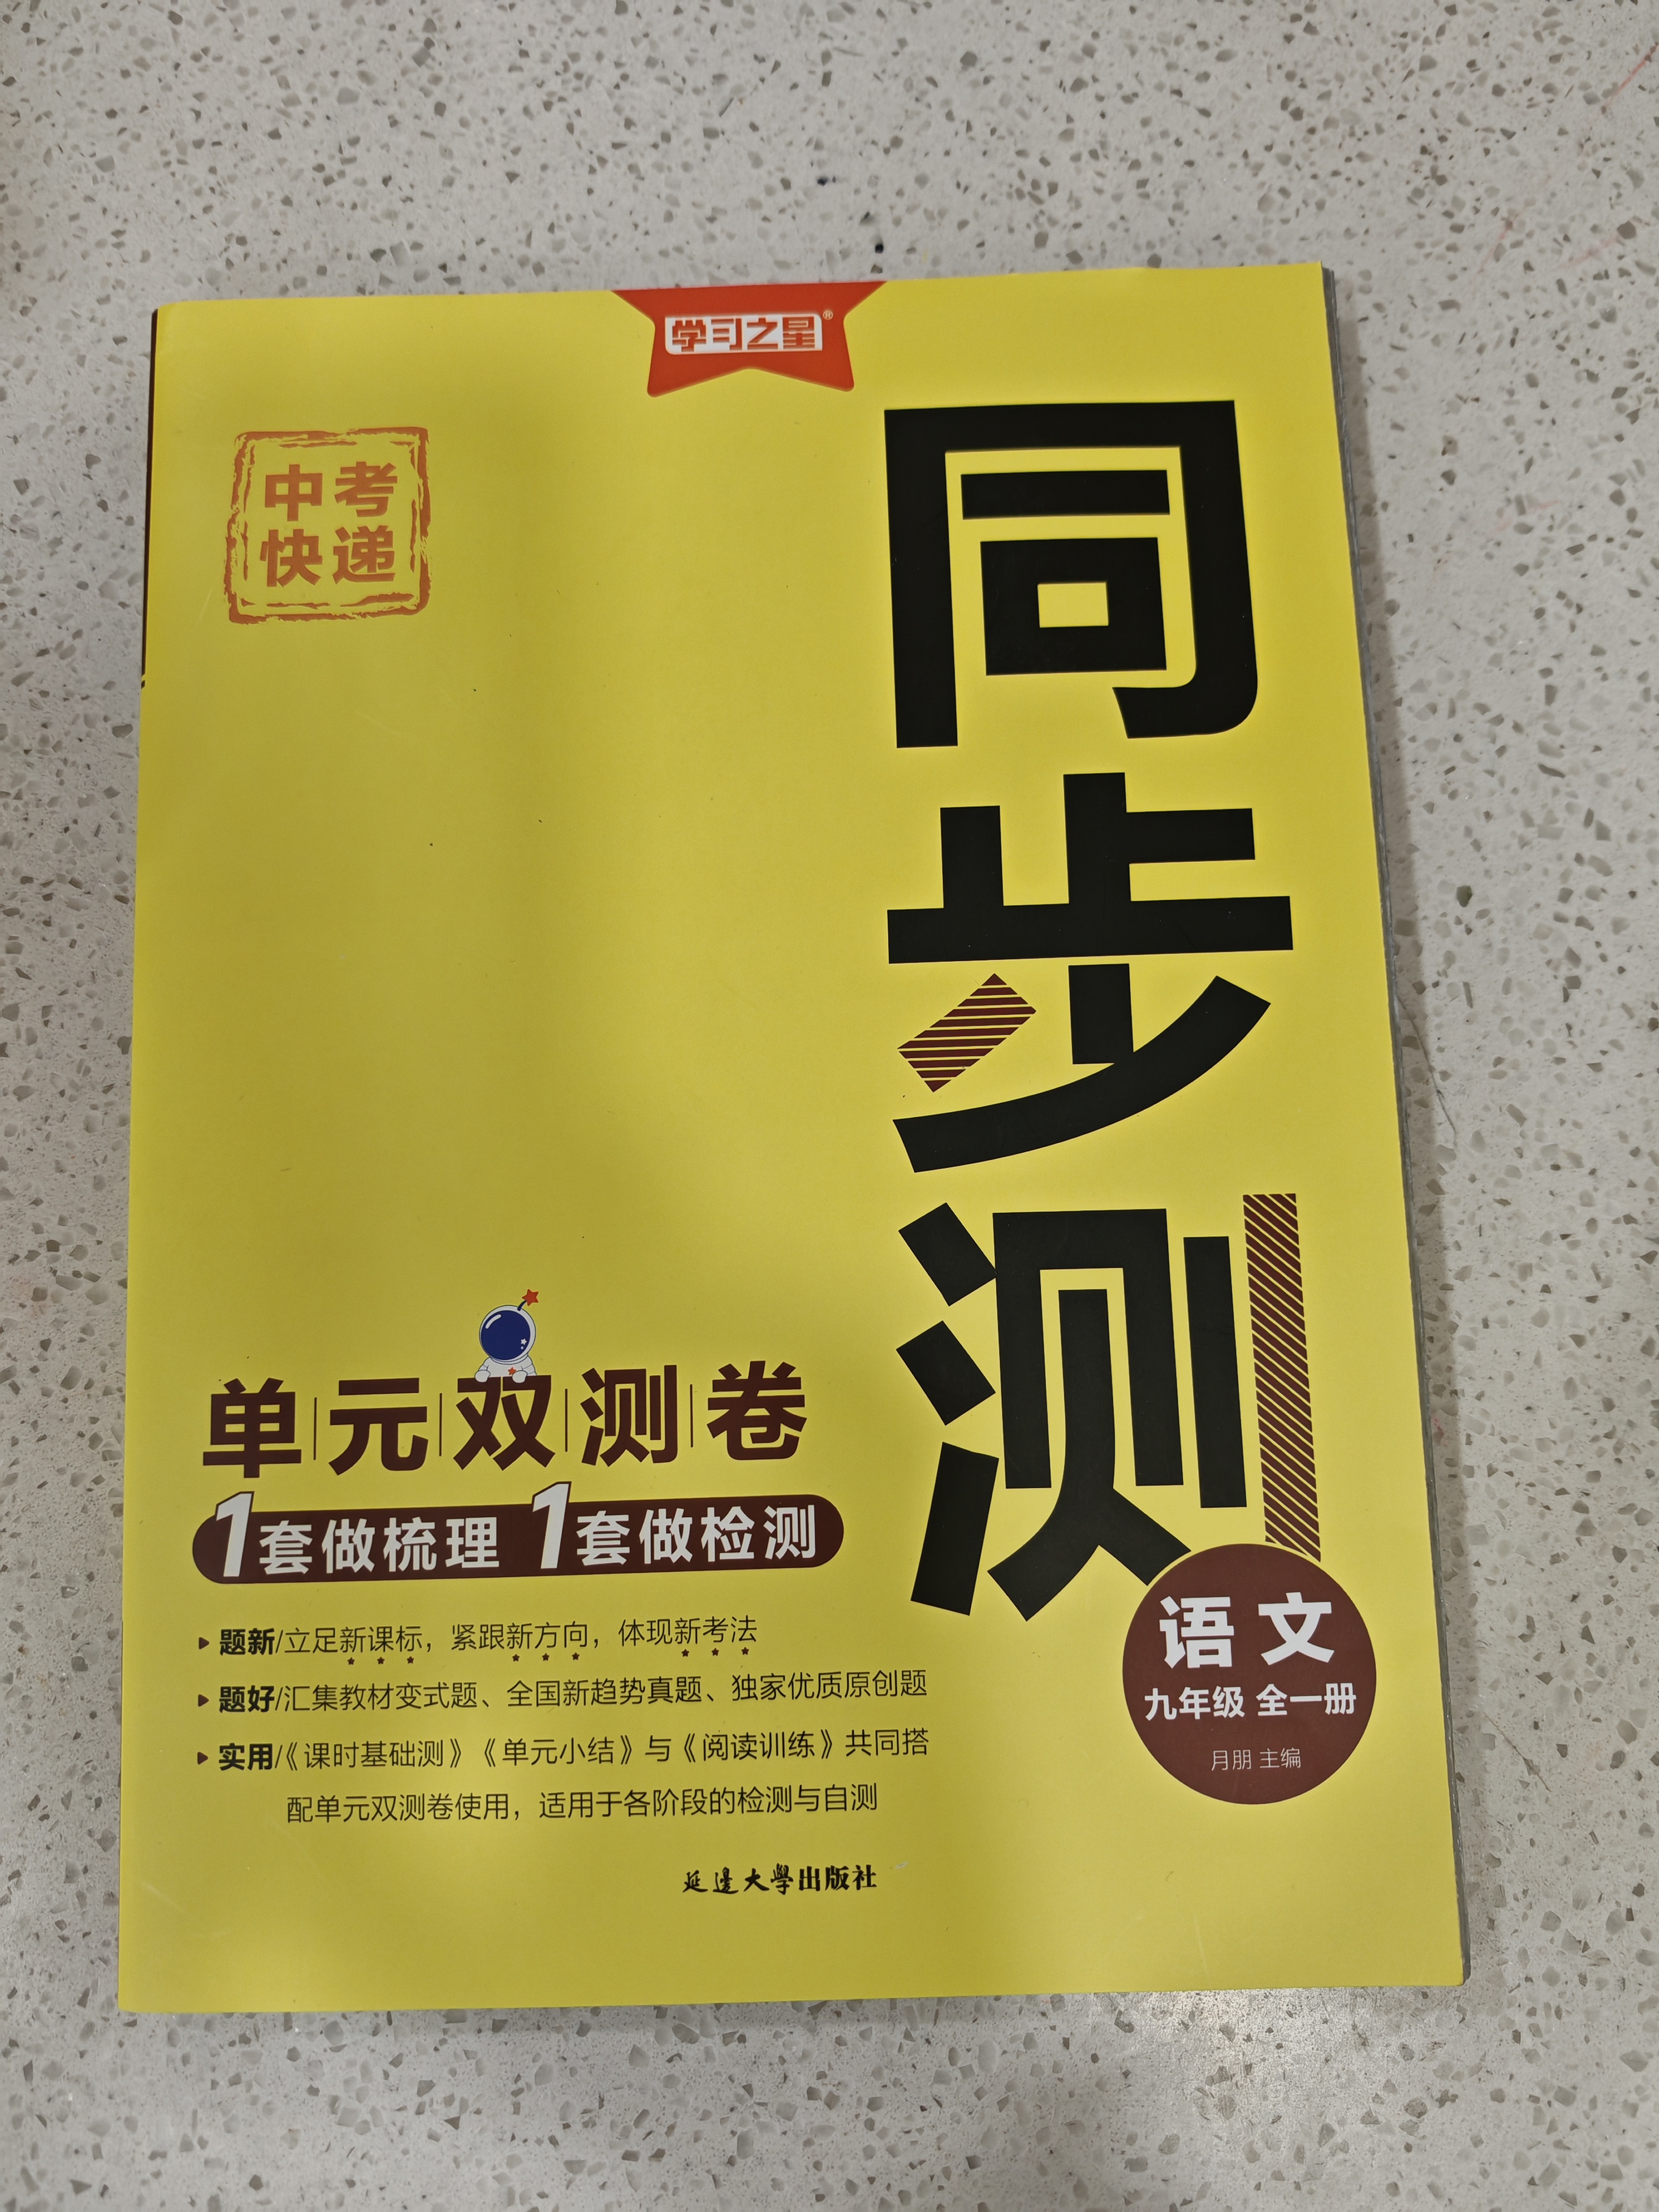 学习之星®
中考
快递
同步测
单元双测卷
1套做梳理 1套做检测
▸ 题新/立足新课标，紧跟新方向，体现新考法
▸ 题好/汇集教材变式题、全国新趋势真题、独家优质原创题
▸ 实用/《课时基础测》《单元小结》与《阅读训练》共同搭
配单元双测卷使用，适用于各阶段的检测与自测
语文
九年级 全一册
月朋 主编
延邊大學出版社